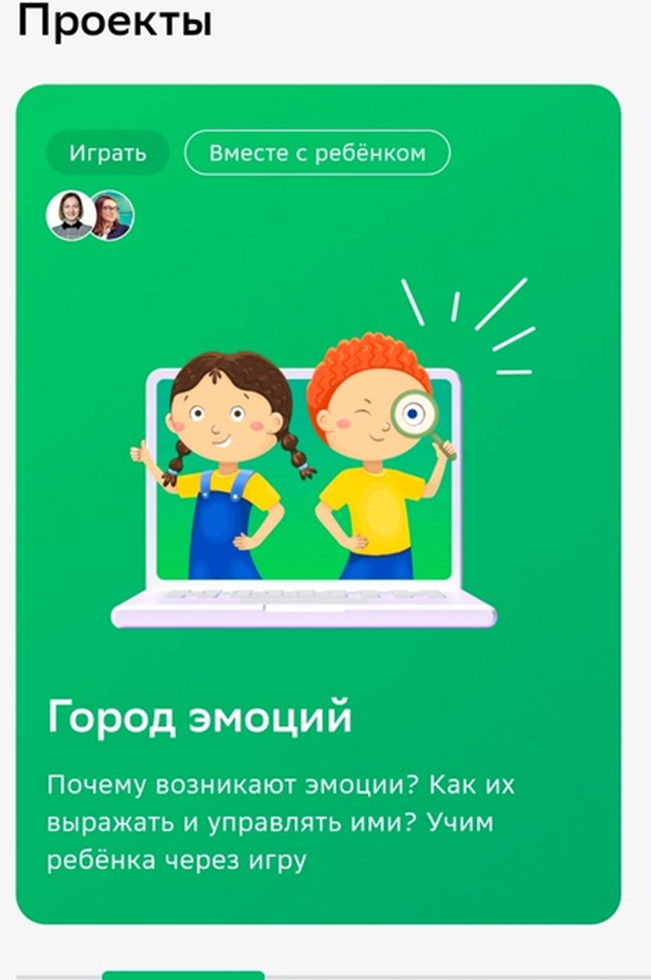 Проекты
Играть
Вместе с ребёнком
Город эмоций
Почему возникают эмоции? Как их
выражать и управлять ими? Учим
ребёнка через игру